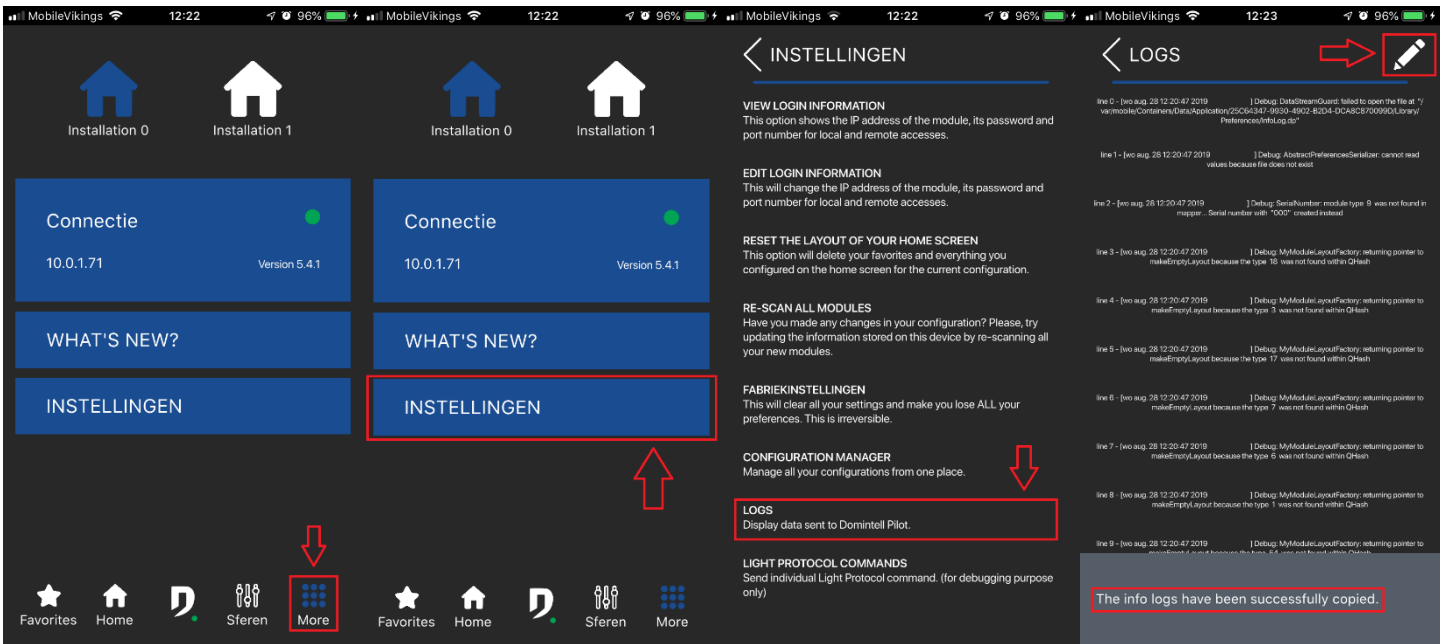 MobileVikings 12:22 96%
Installation 0 Installation 1
Connectie
10.0.1.71 Version 5.4.1
WHAT'S NEW?
INSTELLINGEN
Favorites Home Sferen More
MobileVikings 12:22 96%
Installation 0 Installation 1
Connectie
10.0.1.71 Version 5.4.1
WHAT'S NEW?
INSTELLINGEN
Favorites Home Sferen More
MobileVikings 12:22 96%
INSTELLINGEN
VIEW LOGIN INFORMATION
This option shows the IP address of the module, its password and
port number for local and remote accesses.
EDIT LOGIN INFORMATION
This will change the IP address of the module, its password and
port number for local and remote accesses.
RESET THE LAYOUT OF YOUR HOME SCREEN
This option will delete your favorites and everything you
configured on the home screen for the current configuration.
RE-SCAN ALL MODULES
Have you made any changes in your configuration? Please, try
updating the information stored on this device by re-scanning all
your new modules.
FABRIEKINSTELLINGEN
This will clear all your settings and make you lose ALL your
preferences. This is irreversible.
CONFIGURATION MANAGER
Manage all your configurations from one place.
LOGS
Display data sent to Domintell Pilot.
LIGHT PROTOCOL COMMANDS
Send individual Light Protocol command. (for debugging purpose
only)
MobileVikings 12:23 96%
LOGS
line 0 - [wo aug. 28 12:20:47 2019 ] Debug: DataStreamGuard: failed to open the file at "/
var/mobile/Containers/Data/Application/25C64347-9930-4902-B2D4-DCA8C870099D/Library/
Preferences/InfoLog.dp"
line 1 - [wo aug. 28 12:20:47 2019 ] Debug: AbstractPreferencesSerializer: cannot read
values because file does not exist
line 2 - [wo aug. 28 12:20:47 2019 ] Debug: SerialNumber: module type 9 was not found in
mapper... Serial number with "000" created instead
line 3 - [wo aug. 28 12:20:47 2019 ] Debug: MyModuleLayoutFactory: returning pointer to
makeEmptyLayout because the type 18 was not found within QHash
line 4 - [wo aug. 28 12:20:47 2019 ] Debug: MyModuleLayoutFactory: returning pointer to
makeEmptyLayout because the type 3 was not found within QHash
line 5 - [wo aug. 28 12:20:47 2019 ] Debug: MyModuleLayoutFactory: returning pointer to
makeEmptyLayout because the type 17 was not found within QHash
line 6 - [wo aug. 28 12:20:47 2019 ] Debug: MyModuleLayoutFactory: returning pointer to
makeEmptyLayout because the type 7 was not found within QHash
line 7 - [wo aug. 28 12:20:47 2019 ] Debug: MyModuleLayoutFactory: returning pointer to
makeEmptyLayout because the type 6 was not found within QHash
line 8 - [wo aug. 28 12:20:47 2019 ] Debug: MyModuleLayoutFactory: returning pointer to
makeEmptyLayout because the type 1 was not found within QHash
line 9 - [wo aug. 28 12:20:47 2019 ] Debug: MyModuleLayoutFactory: returning pointer to
The info logs have been successfully copied.